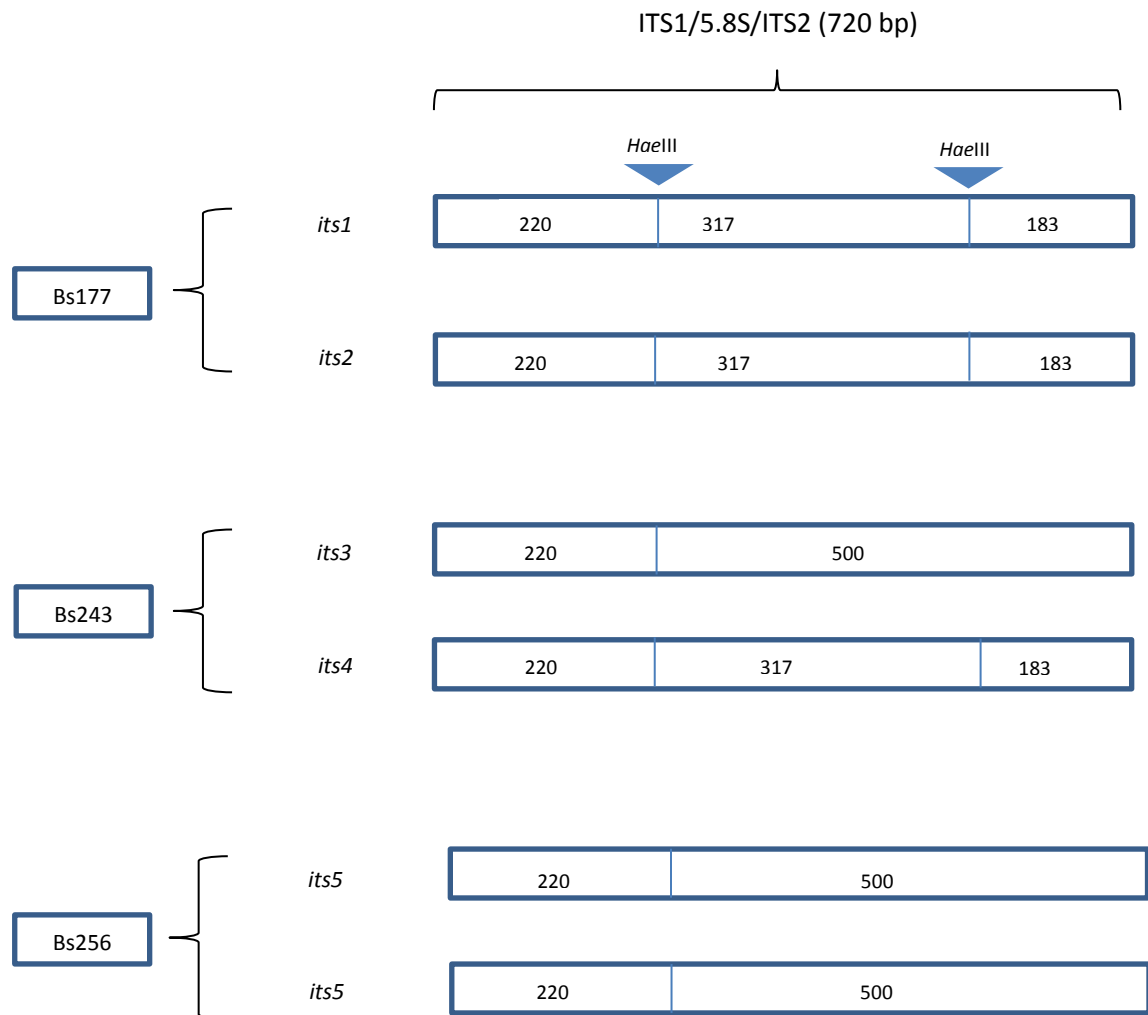 ITS1/5.8S/ITS2 (720 bp)
HaeIII HaeIII
its1 220 317 183
Bs177
its2 220 317 183
its3 220 500
Bs243
its4 220 317 183
its5 220 500
Bs256
its5 220 500